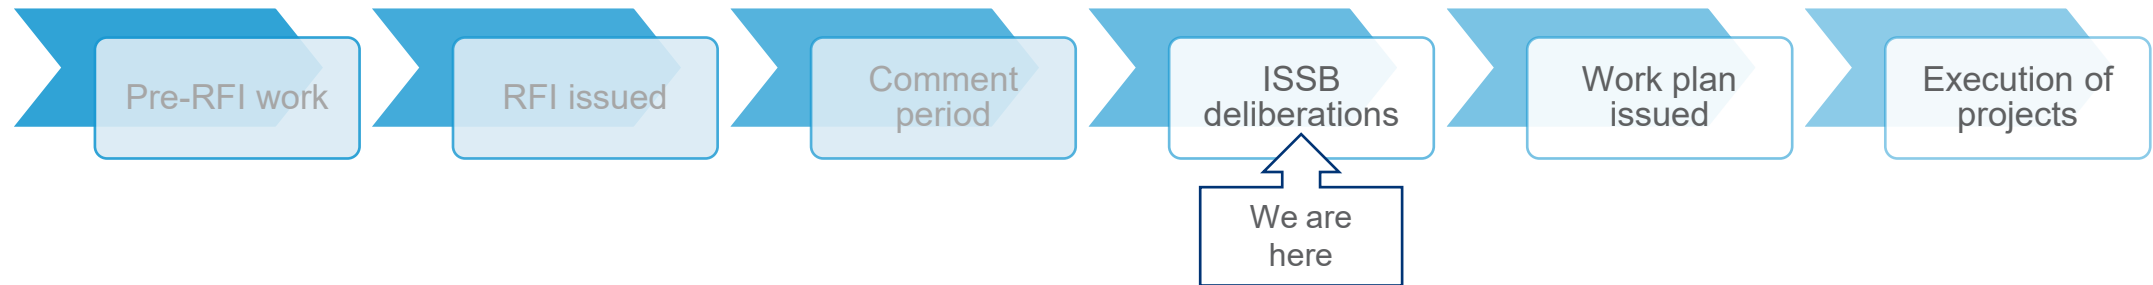 Pre-RFI work
RFI issued
Comment
period
ISSB
deliberations
Work plan
issued
Execution of
projects
We are
here